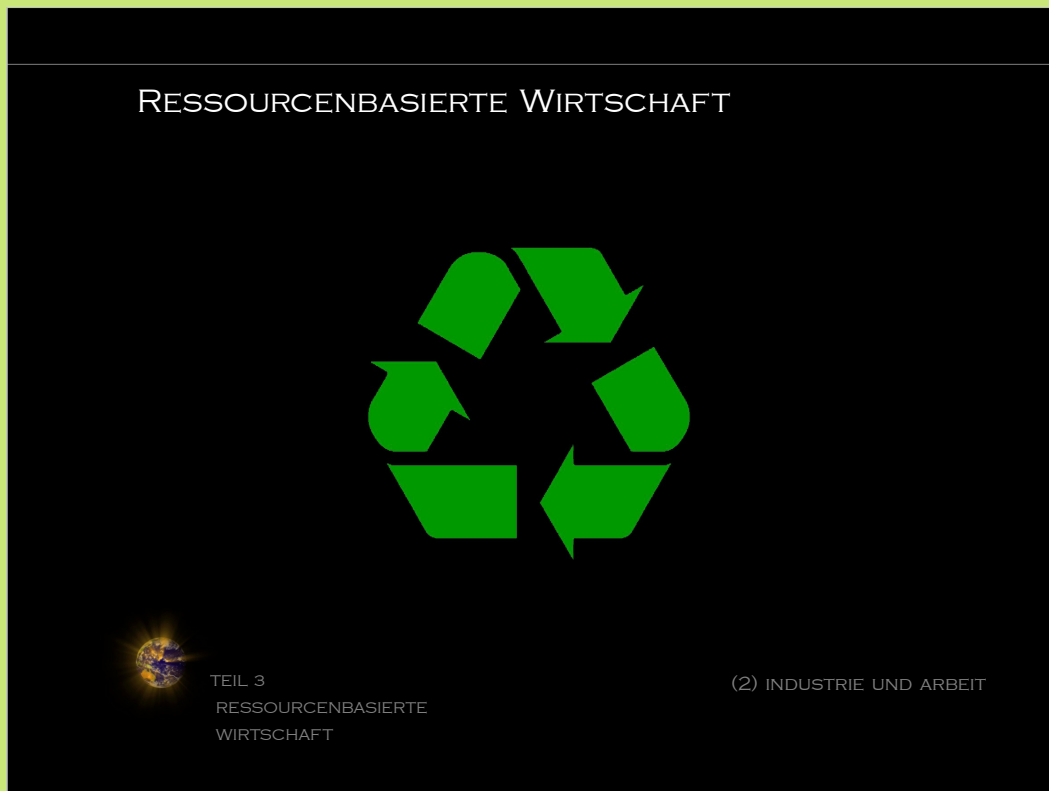 Ressourcenbasierte Wirtschaft
teil 3
ressourcenbasierte
wirtschaft
(2) industrie und arbeit